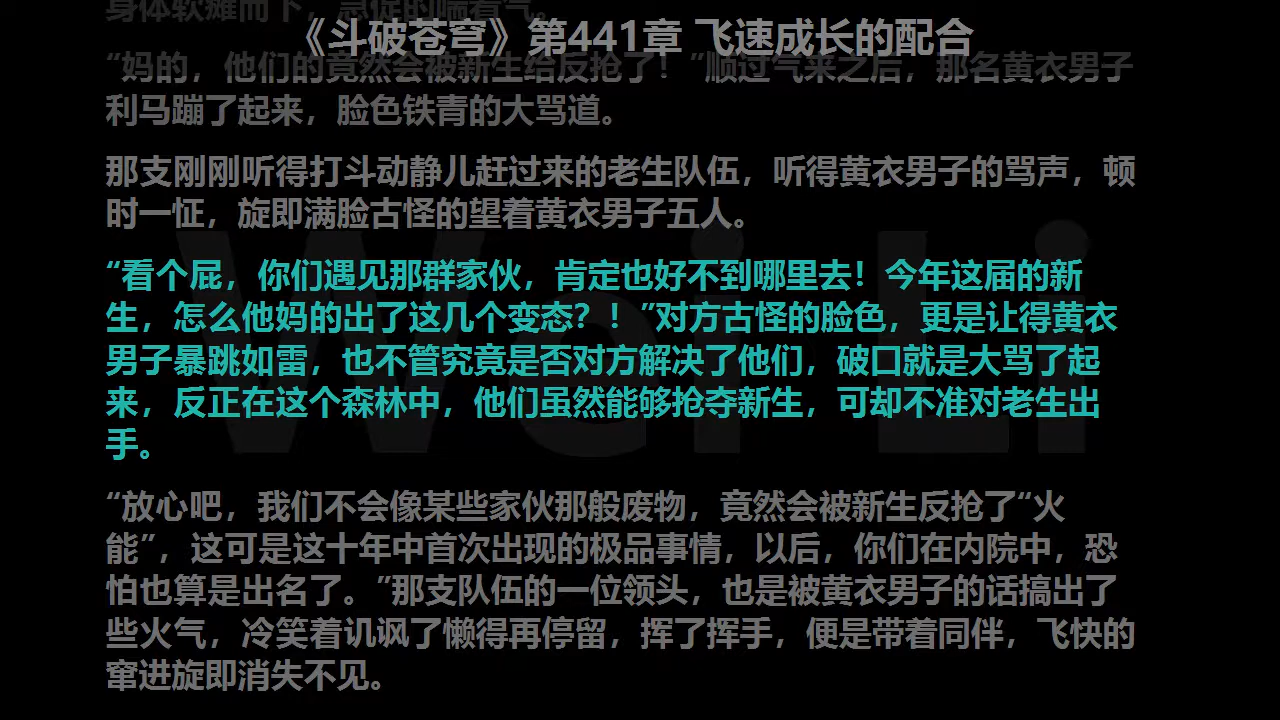 身体软瘫而下，急促的喘着气。
《斗破苍穹》第441章 飞速成长的配合
“妈的，他们的竟然会被新生给反抢了！”顺过气来之后，那名黄衣男子
利马蹦了起来，脸色铁青的大骂道。
那支刚刚听得打斗动静儿赶过来的老生队伍，听得黄衣男子的骂声，顿
时一怔，旋即满脸古怪的望着黄衣男子五人。
“看个屁，你们遇见那群家伙，肯定也好不到哪里去！今年这届的新
生，怎么他妈的出了这几个变态？！”对方古怪的脸色，更是让得黄衣
男子暴跳如雷，也不管究竟是否对方解决了他们，破口就是大骂了起
来，反正在这个森林中，他们虽然能够抢夺新生，可却不准对老生出
手。
“放心吧，我们不会像某些家伙那般废物，竟然会被新生反抢了“火
能”，这可是这十年中首次出现的极品事情，以后，你们在内院中，恐
怕也算是出名了。”那支队伍的一位领头，也是被黄衣男子的话搞出了
些火气，冷笑着讥讽了懒得再停留，挥了挥手，便是带着同伴，飞快的
窜进旋即消失不见。
Wei Li